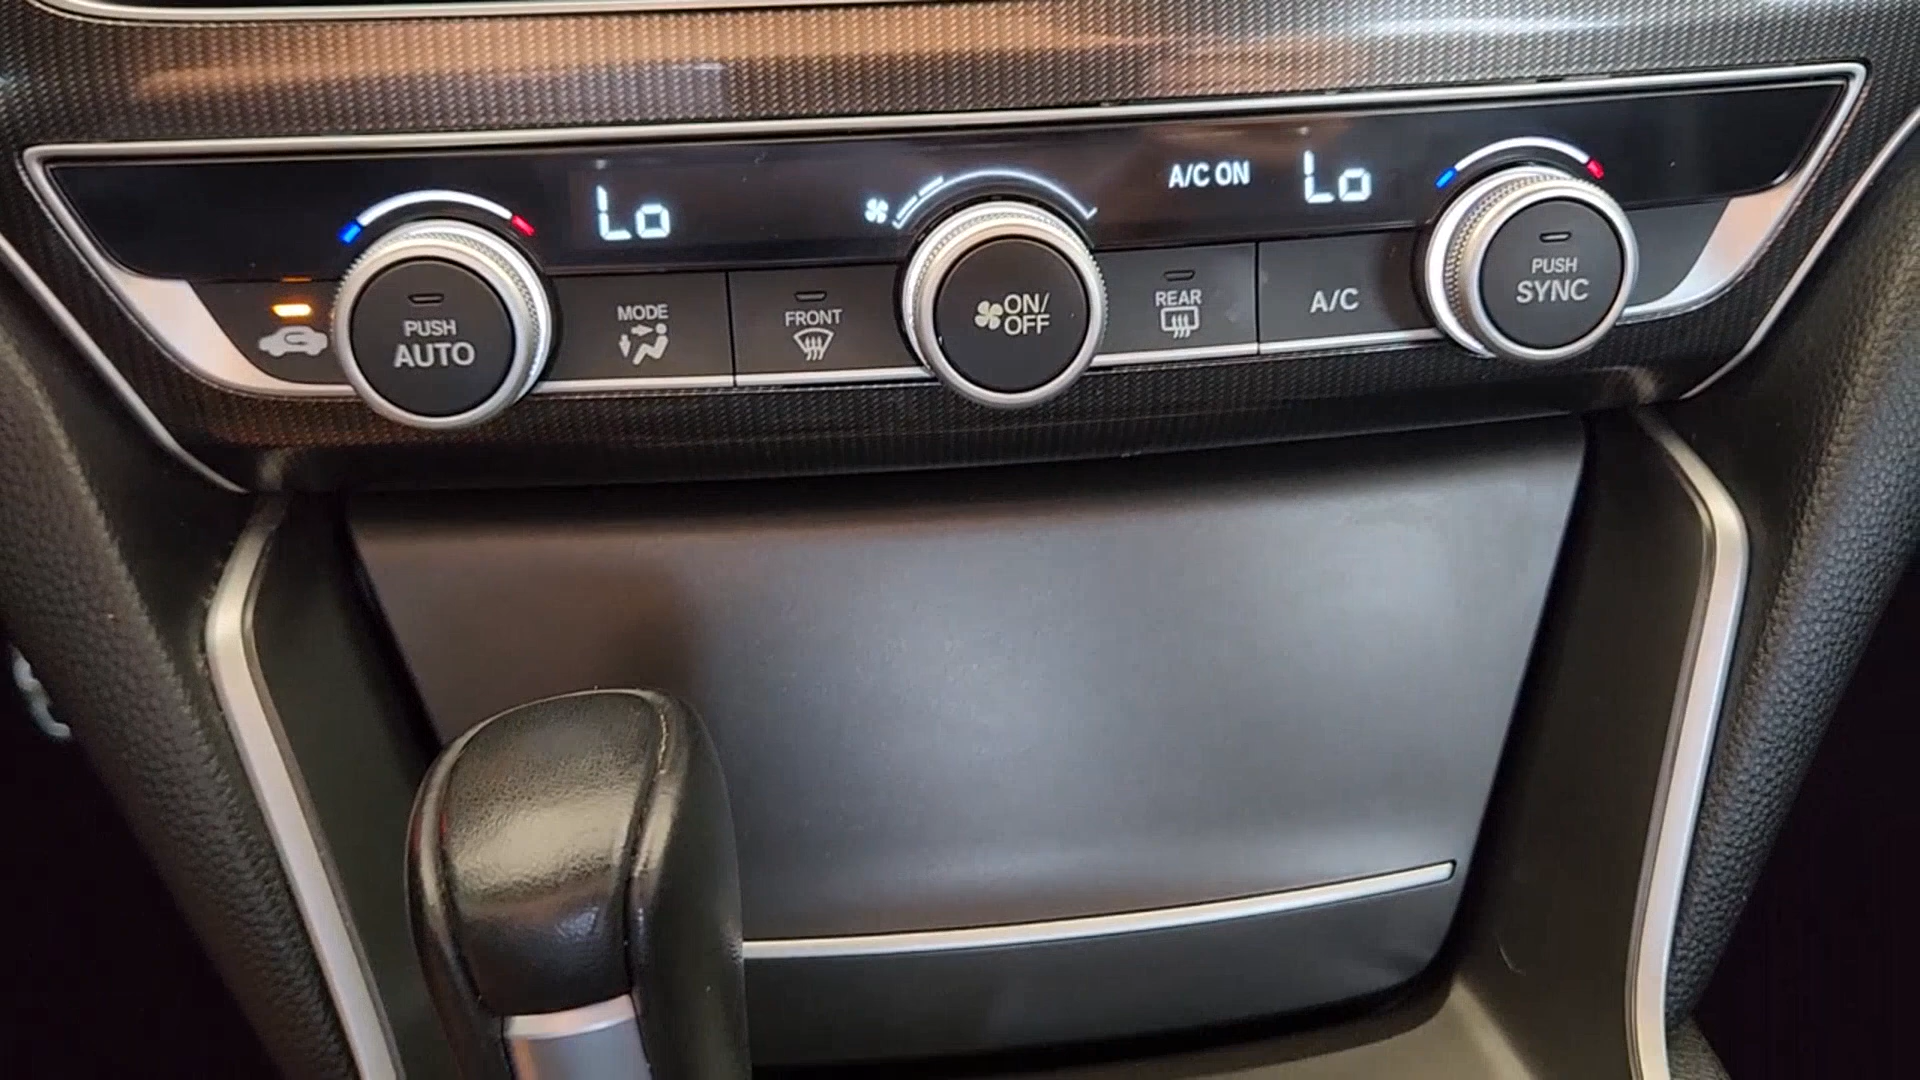 Lo
A/C ON
Lo
PUSH
AUTO
MODE
FRONT
ON/
OFF
REAR
A/C
PUSH
SYNC